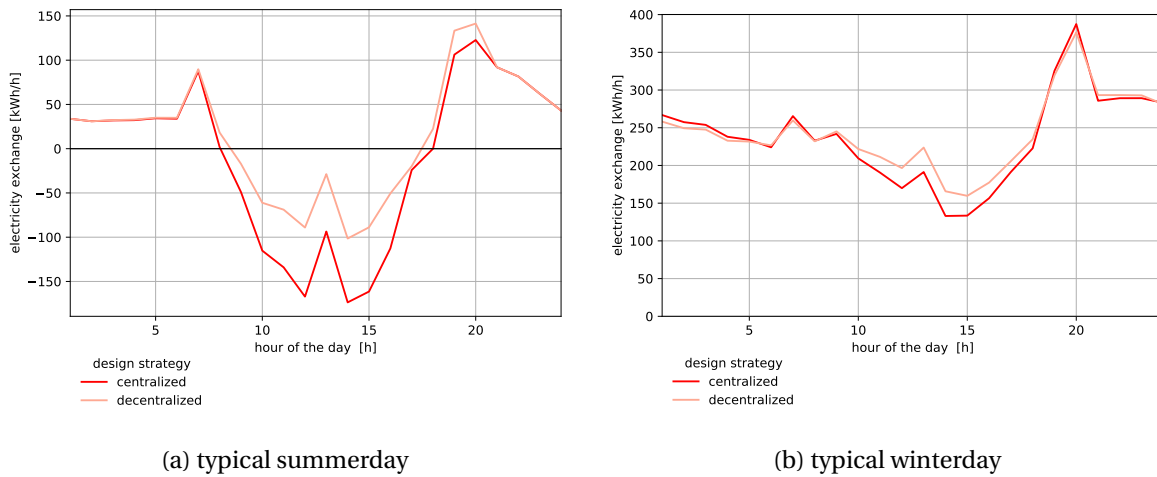 150
100
50
0
−50
−100
−150
electricity exchange [kWh/h]
5
10
15
20
hour of the day  [h]
design strategy
centralized
decentralized
(a) typical summerday
400
350
300
250
200
150
100
50
0
electricity exchange [kWh/h]
5
10
15
20
hour of the day  [h]
design strategy
centralized
decentralized
(b) typical winterday